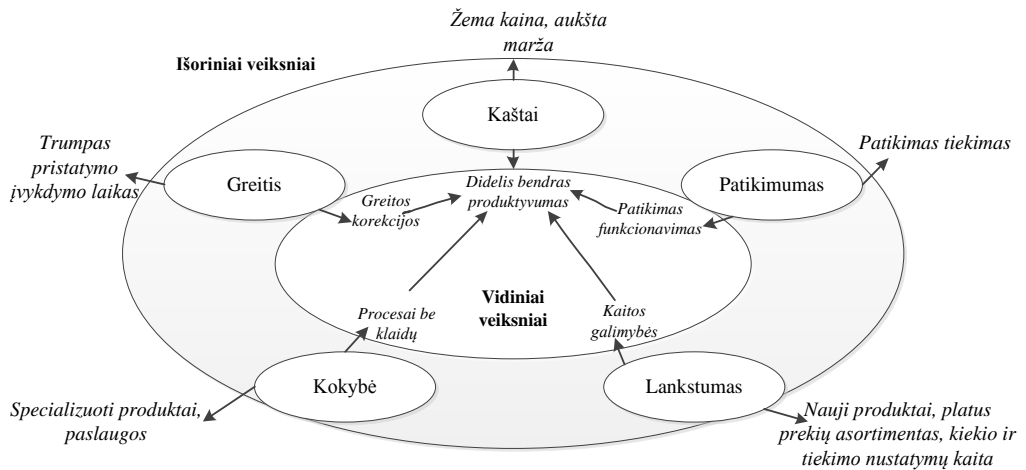 Žema kaina, aukšta
marža
Išoriniai veiksniai
Kaštai
Trumpas
pristatymo
įvykdymo laikas
Greitis
Patikimumas
Patikimas tiekimas
Didelis bendras
produktyvumas
Greitos
korekcijos
Patikimas
funkcionavimas
Vidiniai
veiksniai
Procesai be
klaidų
Kaitos
galimybės
Kokybė
Lankstumas
Specializuoti produktai,
paslaugos
Nauji produktai, platus
prekių asortimentas, kiekio ir
tiekimo nustatymų kaita